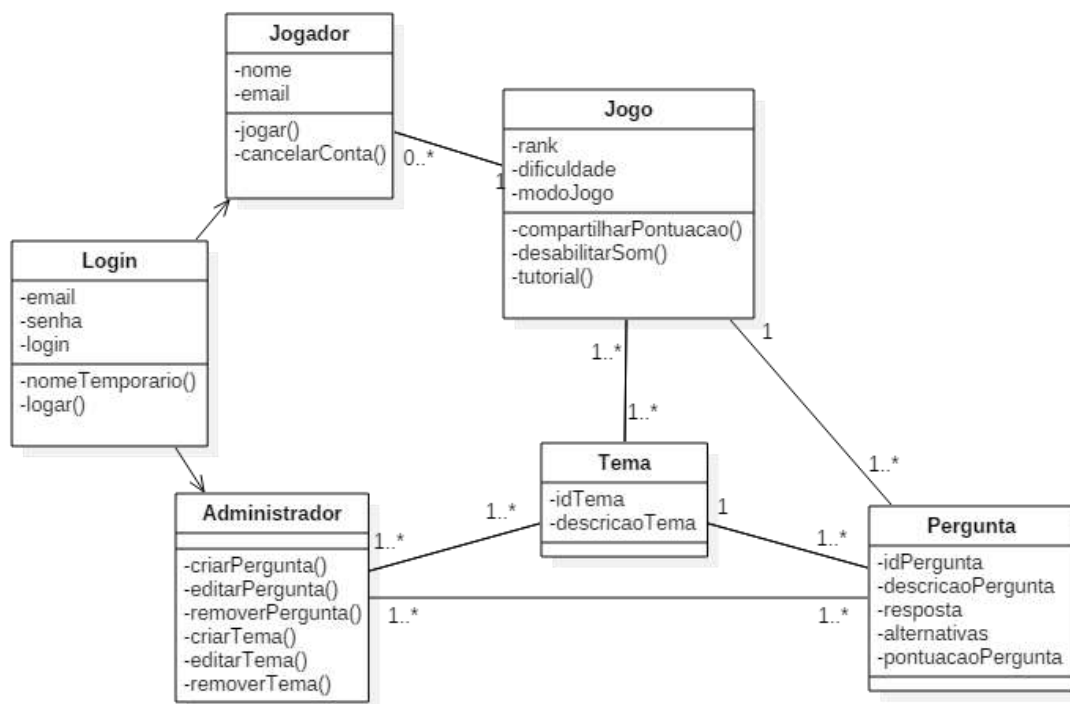 Jogador
-nome
-email
-jogar()
-cancelarConta()
0..*
1
Jogo
-rank
-dificuldade
-modoJogo
-compartilharPontuacao()
-desabilitarSom()
-tutorial()
Login
-email
-senha
-login
-nomeTemporario()
-logar()
1..*
1..*
1
1..*
Tema
-idTema
-descricaoTema
1..*
1..*
1
1..*
Administrador
-criarPergunta()
-editarPergunta()
-removerPergunta()
-criarTema()
-editarTema()
-removerTema()
1..*
1..*
Pergunta
-idPergunta
-descricaoPergunta
-resposta
-alternativas
-pontuacaoPergunta